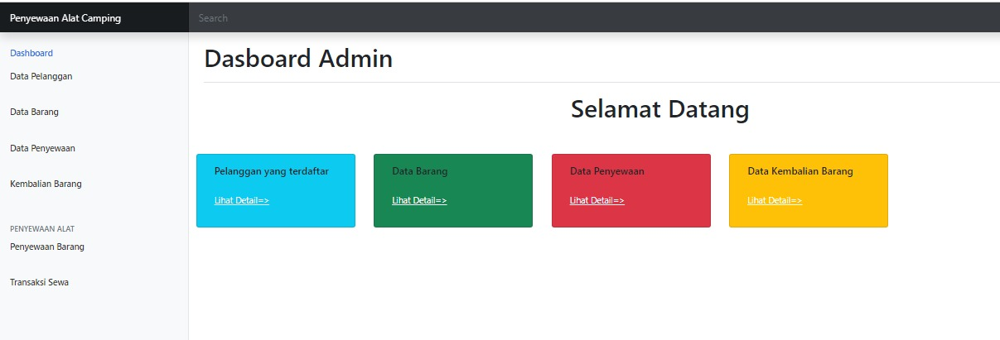 Penyewaan Alat Camping
Search
Dashboard
Data Pelanggan
Data Barang
Data Penyewaan
Kembalian Barang
PENYEWAAN ALAT
Penyewaan Barang
Transaksi Sewa
Dasboard Admin
Selamat Datang
Pelanggan yang terdaftar
Lihat Detail=>
Data Barang
Lihat Detail=>
Data Penyewaan
Lihat Detail=>
Data Kembalian Barang
Lihat Detail=>